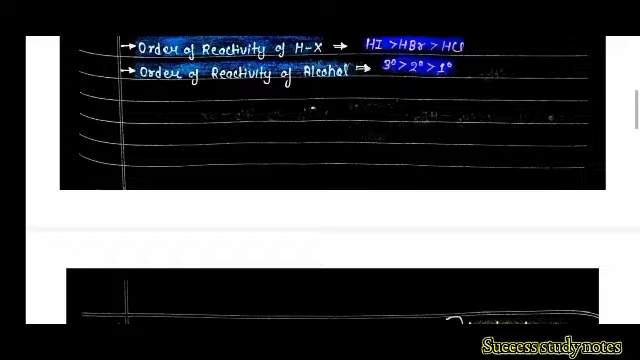 → Order of Reactivity of H-X ⇒ HI > HBr > HCl
→ Order of Reactivity of Alcohol ⇒ 3° > 2° > 1°
Success study notes